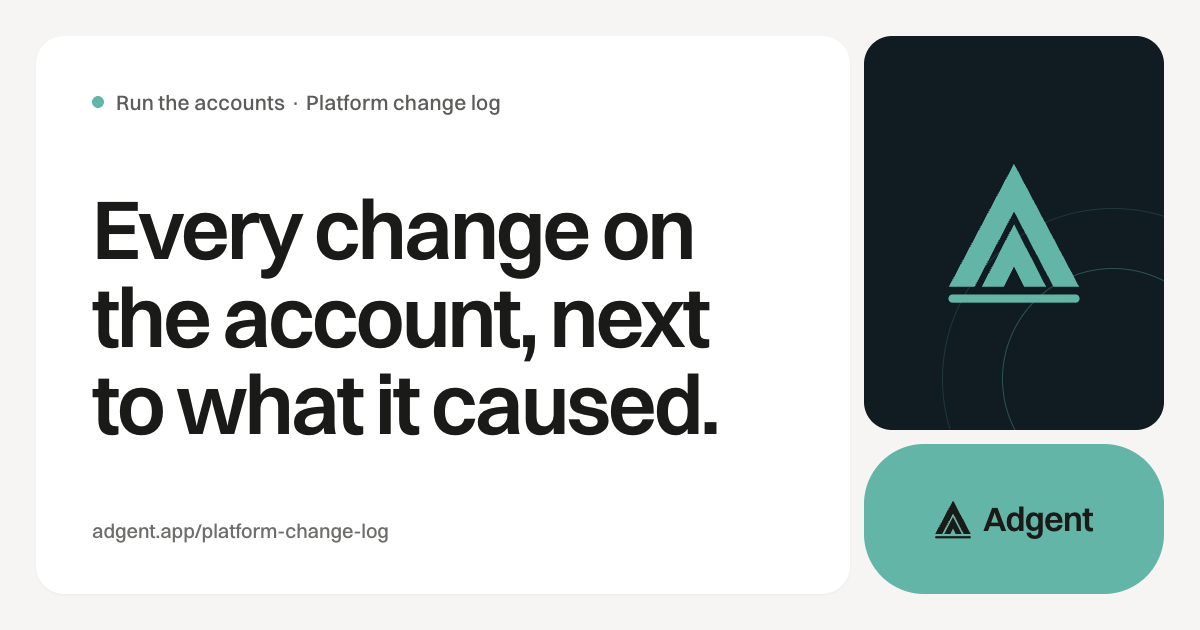 Run the accounts · Platform change log
Every change on
the account, next
to what it caused.
adgent.app/platform-change-log
Adgent